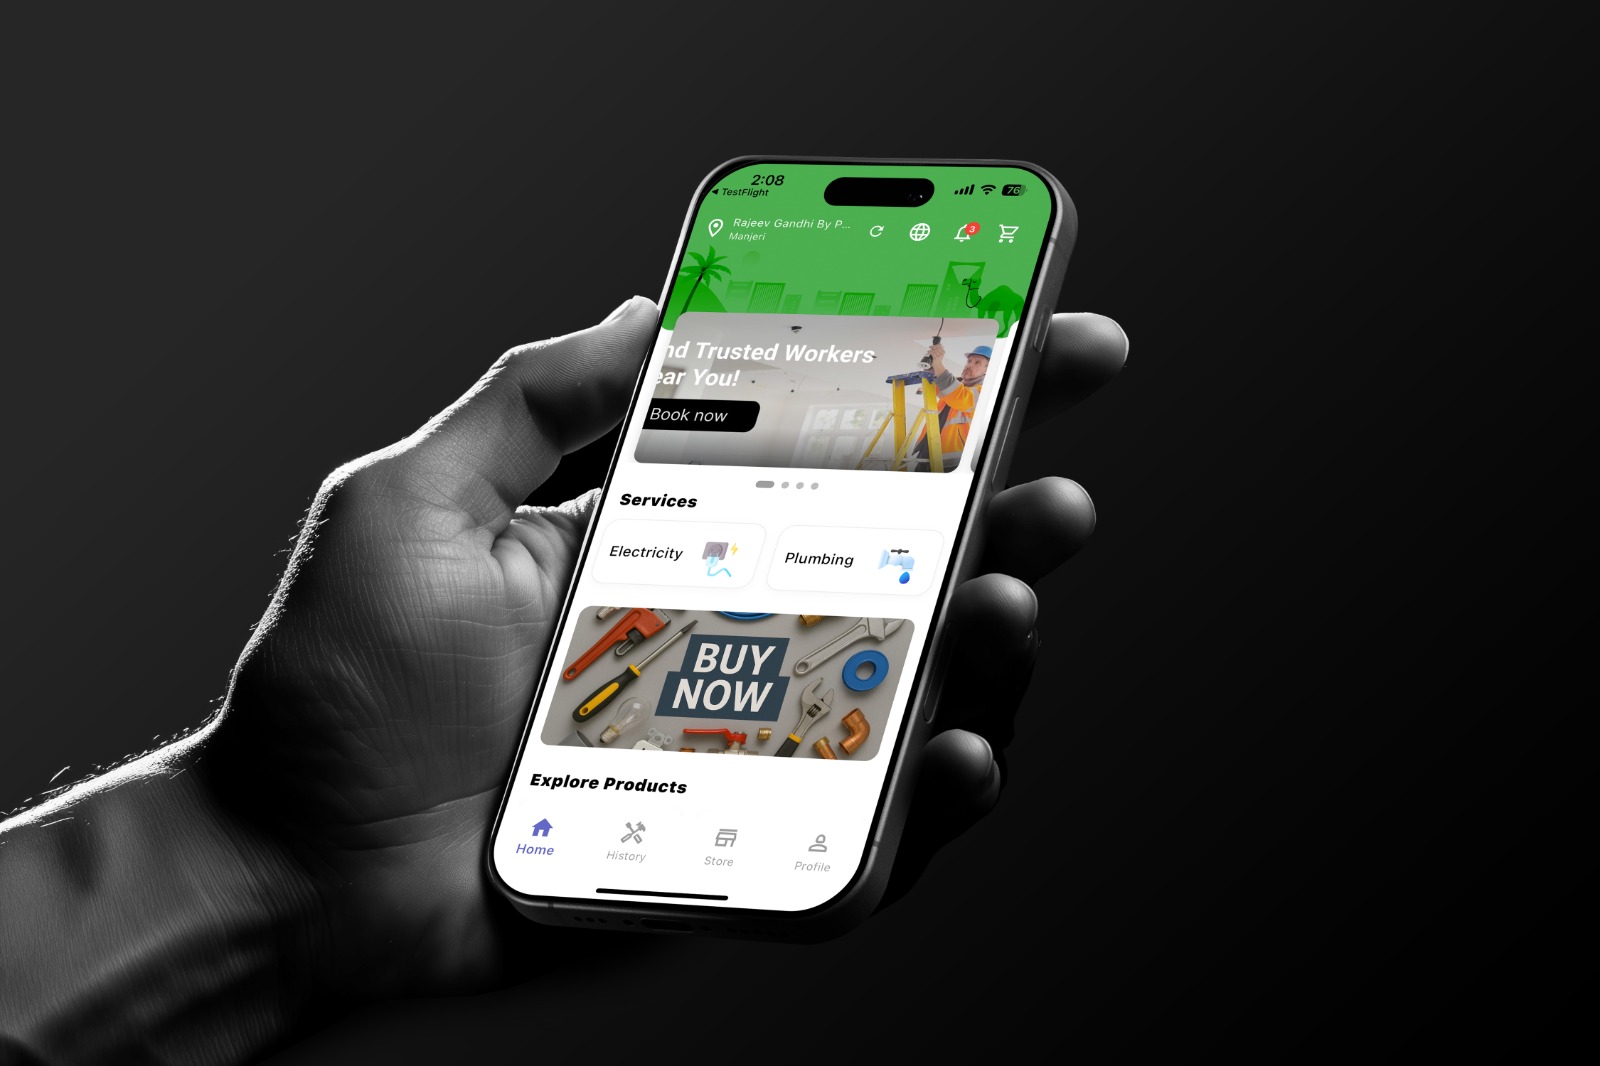 2:08
◀ TestFlight
76
Rajeev Gandhi By P...
Manjeri
3
nd Trusted Workers
ear You!
Book now
Services
Electricity
Plumbing
BUY
NOW
Explore Products
Home
History
Store
Profile